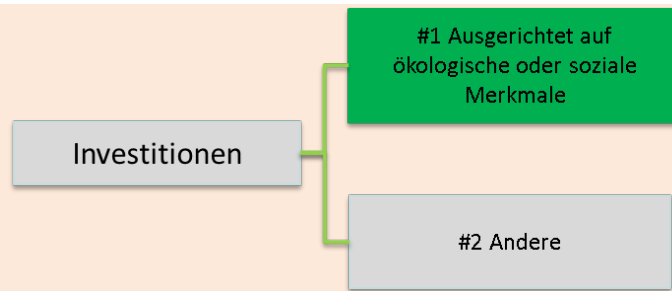 #1 Ausgerichtet auf
ökologische oder soziale
Merkmale
Investitionen
#2 Andere